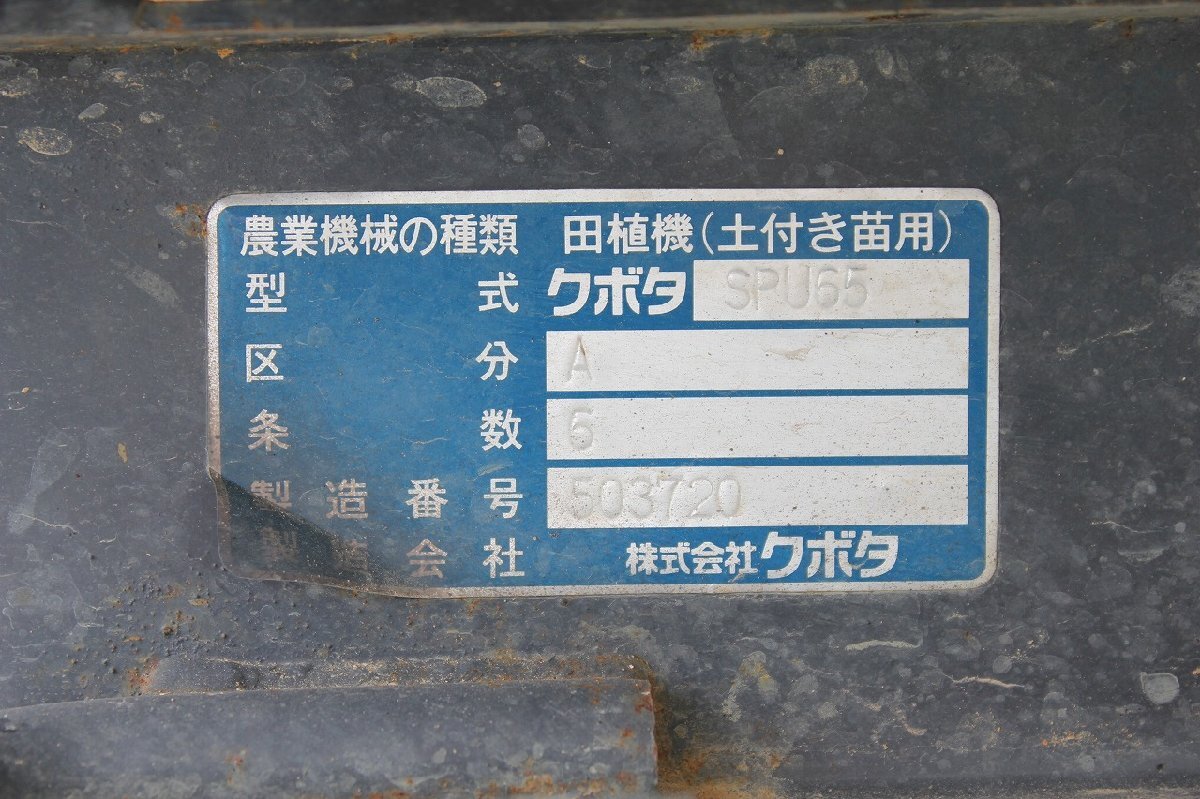 農業機械の種類 田植機(土付き苗用)
型式 クボタ SPU65
区分 A
条数 6
製造番号 503720
製造会社 株式会社クボタ